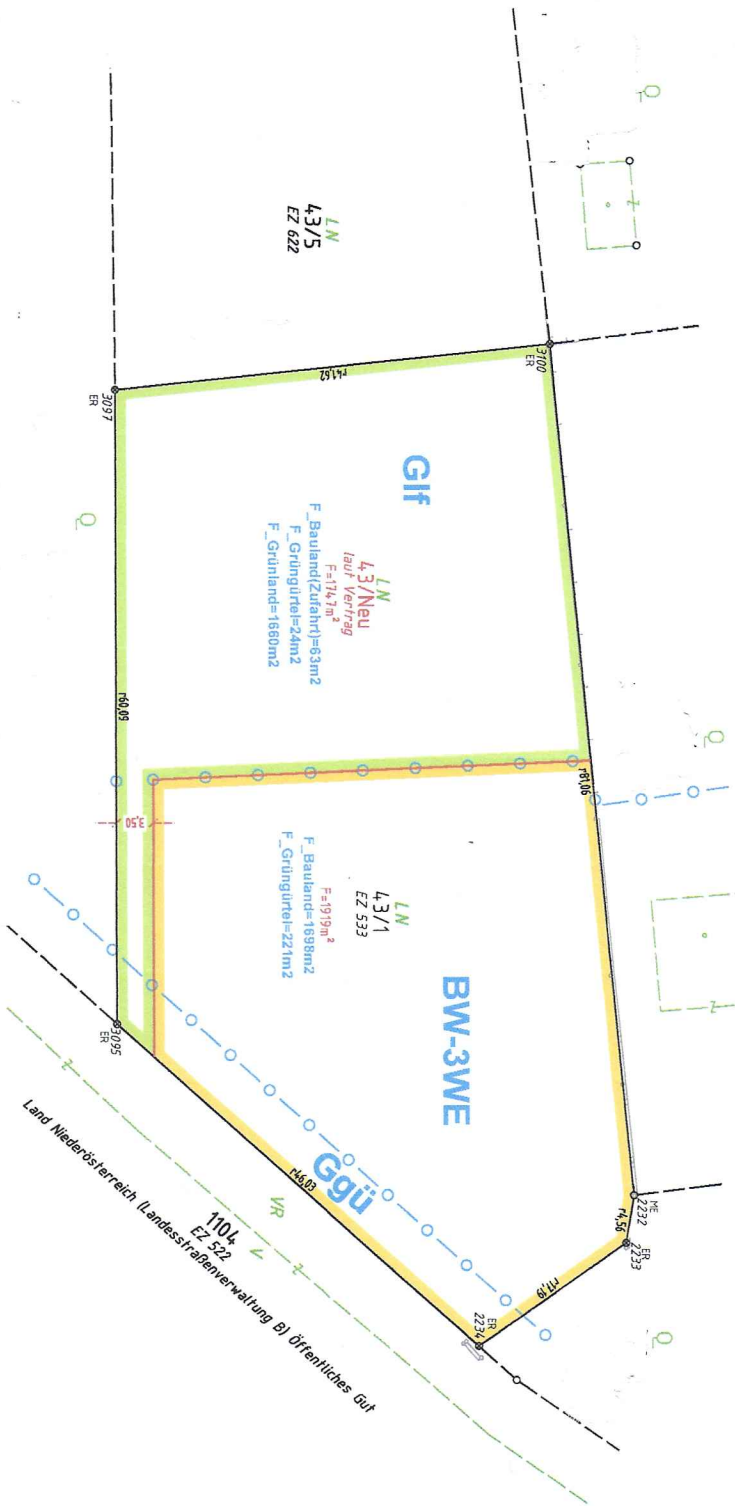 LN
43/5
EZ 622
3100
ER
3097
ER
r41,62
Glf
LN
43/Neu
laut Vertrag
F=1747m²
F_Bauland(Zufahrt)=63m2
F_Grüngürtel=24m2
F_Grünland=1660m2
r60,09
r81,06
3,50
LN
43/1
EZ 533
F=1919m²
F_Bauland=1698m2
F_Grüngürtel=221m2
BW-3WE
Ggü
3095
ER
r46,03
ME
2232
r4,56
ER
2233
r17,19
ER
2234
VR
1104
EZ 522
Land Niederösterreich (Landesstraßenverwaltung B) Öffentliches Gut